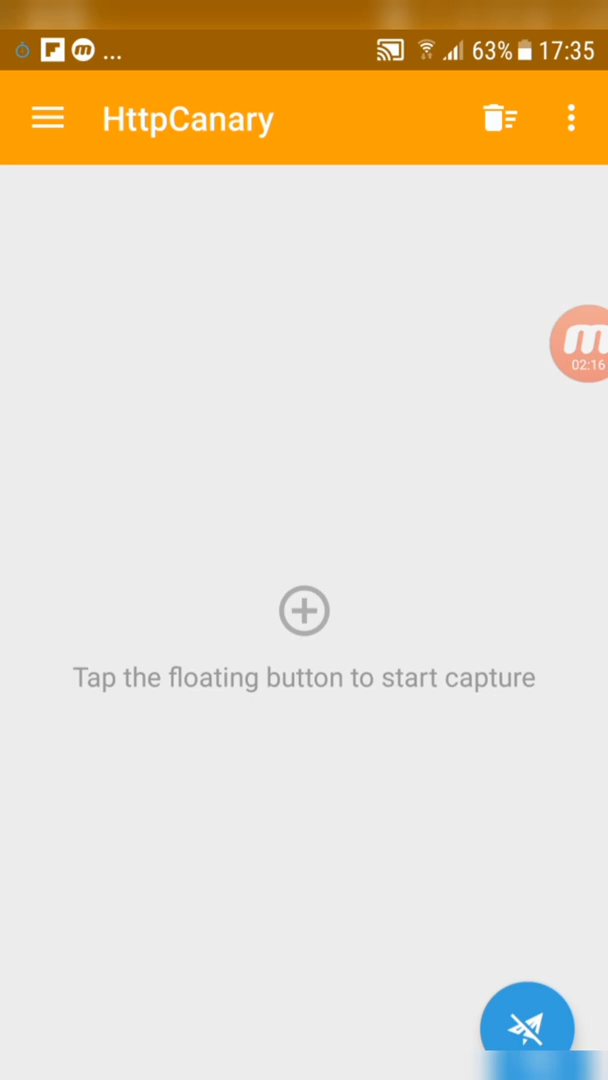 ... 63% 17:35
HttpCanary
m
02:16
Tap the floating button to start capture